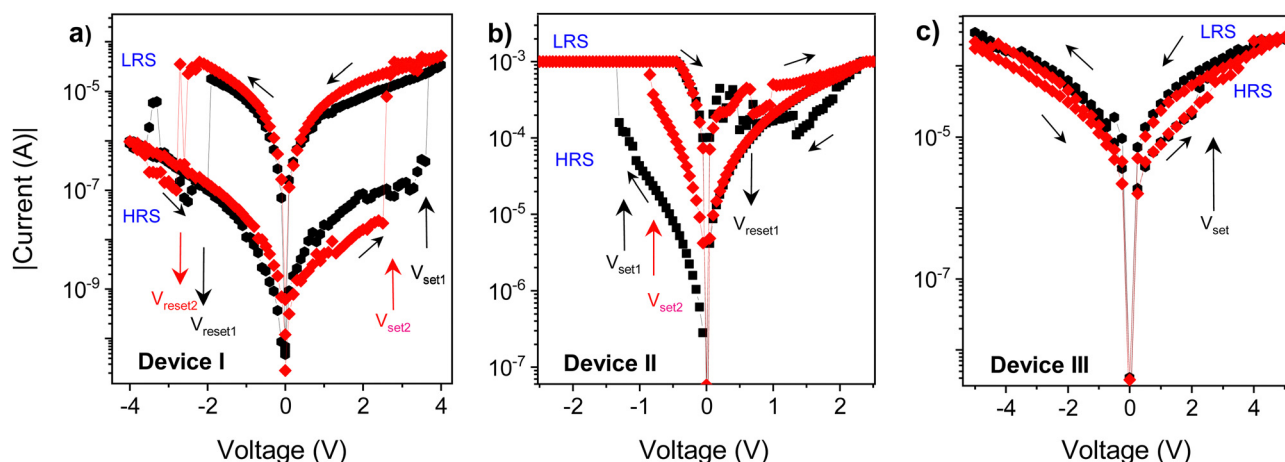 |Current (A)|
a)
LRS
HRS
10⁻⁵
10⁻⁷
10⁻⁹
V_reset2
V_reset1
V_set1
V_set2
Device I
-4 -2 0 2 4
Voltage (V)
b)
LRS
HRS
10⁻³
10⁻⁴
10⁻⁵
10⁻⁶
10⁻⁷
V_set1
V_set2
V_reset1
Device II
-2 -1 0 1 2
Voltage (V)
c)
LRS
HRS
10⁻⁵
10⁻⁷
V_set
Device III
-4 -2 0 2 4
Voltage (V)